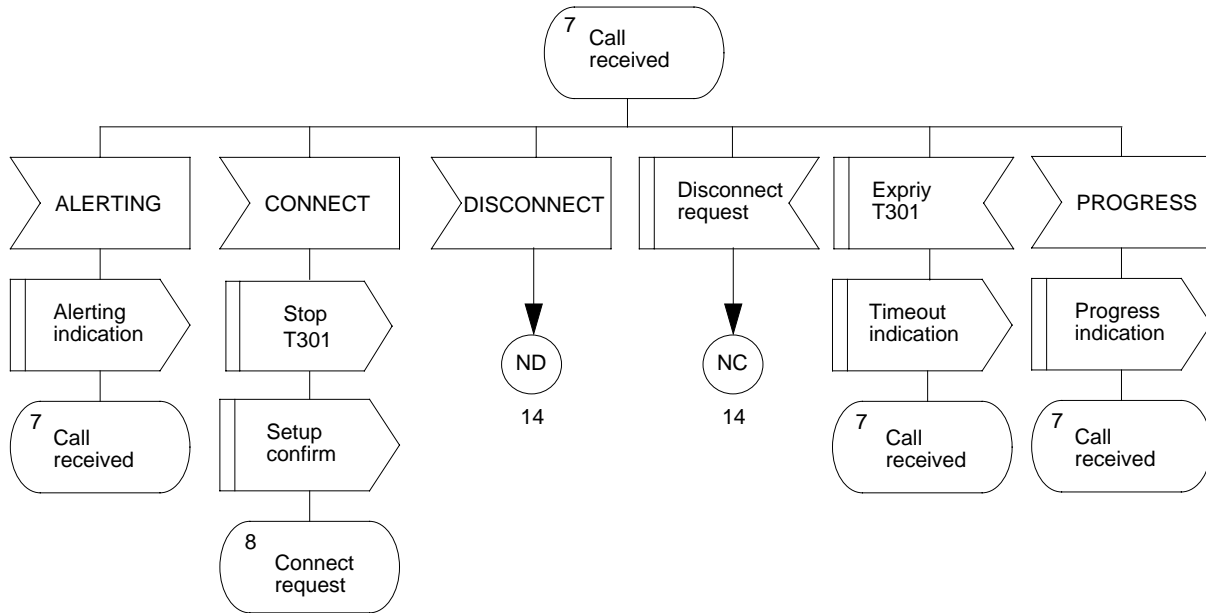 7
Call
received
ALERTING
CONNECT
DISCONNECT
Disconnect
request
Expriy
T301
PROGRESS
Alerting
indication
Stop
T301
ND
14
NC
14
Timeout
indication
Progress
indication
7
Call
received
Setup
confirm
7
Call
received
7
Call
received
8
Connect
request